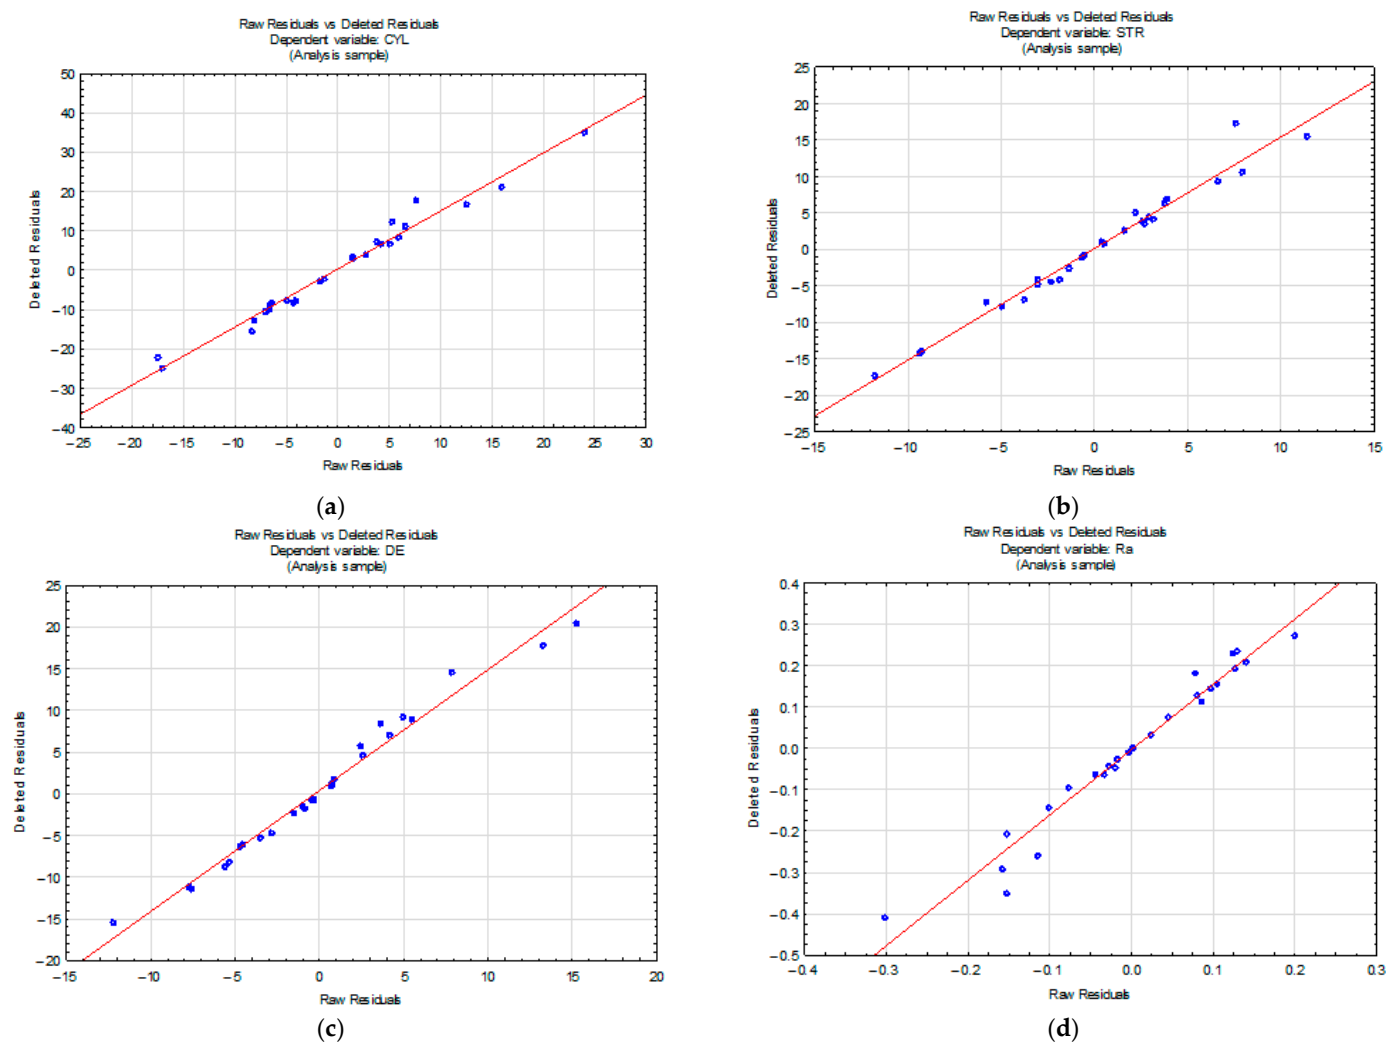 Raw Residuals vs Deleted Residuals
Dependent variable: CYL
(Analysis sample)
50
40
30
20
10
0
−10
−20
−30
−40
Deleted Residuals
−25 −20 −15 −10 −5 0 5 10 15 20 25 30
Raw Residuals
(a)
Raw Residuals vs Deleted Residuals
Dependent variable: STR
(Analysis sample)
25
20
15
10
5
0
−5
−10
−15
−20
−25
Deleted Residuals
−15 −10 −5 0 5 10 15
Raw Residuals
(b)
Raw Residuals vs Deleted Residuals
Dependent variable: DE
(Analysis sample)
25
20
15
10
5
0
−5
−10
−15
−20
Deleted Residuals
−15 −10 −5 0 5 10 15 20
Raw Residuals
(c)
Raw Residuals vs Deleted Residuals
Dependent variable: Ra
(Analysis sample)
0.4
0.3
0.2
0.1
0.0
−0.1
−0.2
−0.3
−0.4
−0.5
Deleted Residuals
−0.4 −0.3 −0.2 −0.1 0.0 0.1 0.2 0.3
Raw Residuals
(d)